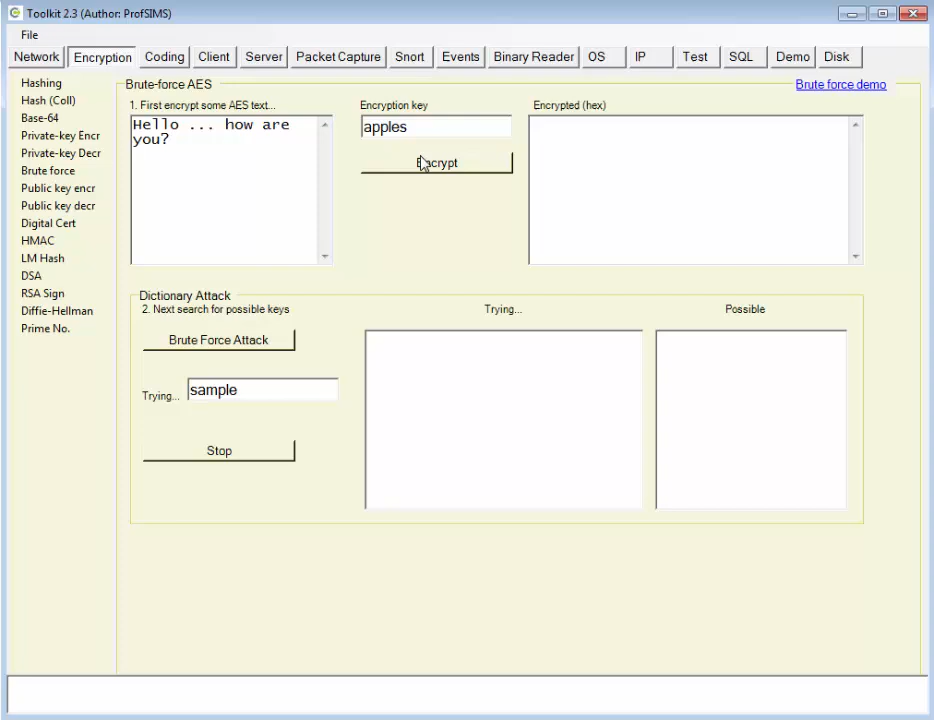 Toolkit 2.3 (Author: ProfSIMS)
File
Network Encryption Coding Client Server Packet Capture Snort Events Binary Reader OS IP Test SQL Demo Disk
Hashing
Hash (Coll)
Base-64
Private-key Encr
Private-key Decr
Brute force
Public key encr
Public key decr
Digital Cert
HMAC
LM Hash
DSA
RSA Sign
Diffie-Hellman
Prime No.
Brute-force AES
Brute force demo
1. First encrypt some AES text...
Encryption key
Encrypted (hex)
Hello ... how are
you?
apples
Encrypt
Dictionary Attack
2. Next search for possible keys
Trying...
Possible
Brute Force Attack
Trying... sample
Stop